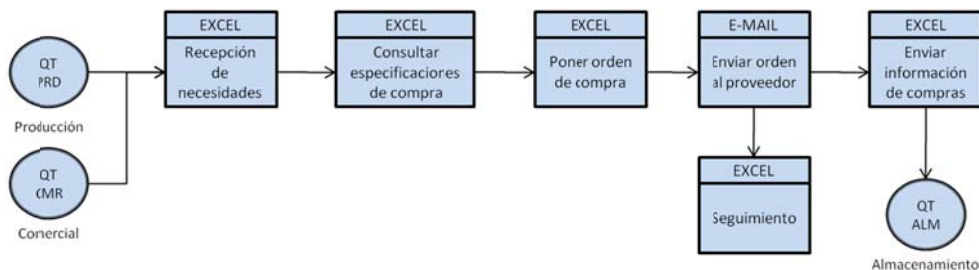 EXCEL
Recepción
de
necesidades
EXCEL
Consultar
especificaciores
de compra
EXCEL
Poner orden
de compra
E-MAIL
Enviar orden
al proveedor
EXCEL
Enviar
información
de compras
QT
PRD
Producción
QT
CMR
Comercial
EXCEL
Seguimiento
QT
ALM
Almacenamiento